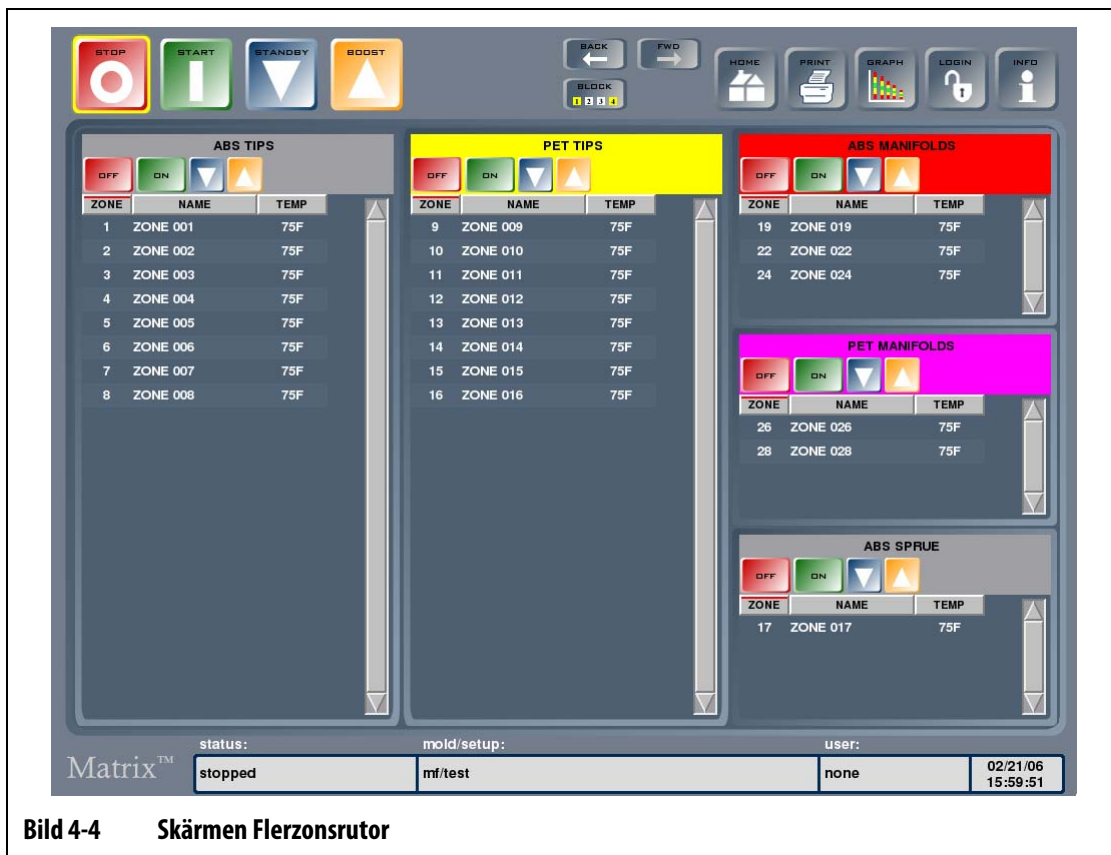 STOP START STANDBY BOOST
BACK FWD
BLOCK
1 2 3 4
HOME PRINT GRAPH LOGIN INFO
ABS TIPS
OFF ON
ZONE NAME TEMP
1 ZONE 001 75F
2 ZONE 002 75F
3 ZONE 003 75F
4 ZONE 004 75F
5 ZONE 005 75F
6 ZONE 006 75F
7 ZONE 007 75F
8 ZONE 008 75F
PET TIPS
OFF ON
ZONE NAME TEMP
9 ZONE 009 75F
10 ZONE 010 75F
11 ZONE 011 75F
12 ZONE 012 75F
13 ZONE 013 75F
14 ZONE 014 75F
15 ZONE 015 75F
16 ZONE 016 75F
ABS MANIFOLDS
OFF ON
ZONE NAME TEMP
19 ZONE 019 75F
22 ZONE 022 75F
24 ZONE 024 75F
PET MANIFOLDS
OFF ON
ZONE NAME TEMP
26 ZONE 026 75F
28 ZONE 028 75F
ABS SPRUE
OFF ON
ZONE NAME TEMP
17 ZONE 017 75F
Matrix™
status:
stopped
mold/setup:
mf/test
user:
none
02/21/06
15:59:51
Bild 4-4 Skärmen Flerzonsrutor